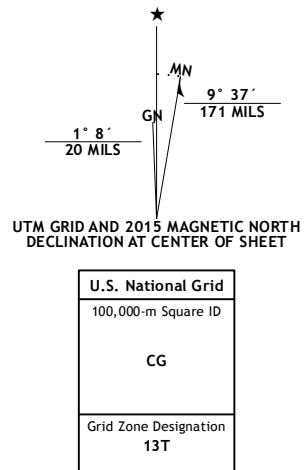 ★
MN
GN
9° 37´
171 MILS
1° 8´
20 MILS
UTM GRID AND 2015 MAGNETIC NORTH
DECLINATION AT CENTER OF SHEET
U.S. National Grid
100,000-m Square ID
CG
Grid Zone Designation
13T